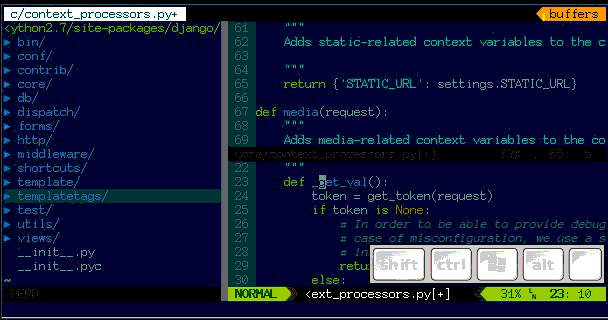 c/context_processors.py+
buffers
<ython2.7/site-packages/django/
▶ bin/
▶ conf/
▶ contrib/
▶ core/
▶ db/
▶ dispatch/
▶ forms/
▶ http/
▶ middleware/
▶ shortcuts/
▶ template/
▶ templatetags/
▶ test/
▶ utils/
▶ views/
__init__.py
__init__.pyc
~
NERD
61 """
62 Adds static-related context variables to the c
63
64 """
65 return {'STATIC_URL': settings.STATIC_URL}
66
67 def media(request):
68 """
69 Adds media-related context variables to the co
core/context_processors.py[+]
22 """
23 def _get_val():
24 token = get_token(request)
25 if token is None:
26 # In order to be able to provide debug
27 # case of misconfiguration, we use a s
28 # in
29 retu
30 else:
shift ctrl alt
NORMAL <ext_processors.py[+] 31% 23: 10